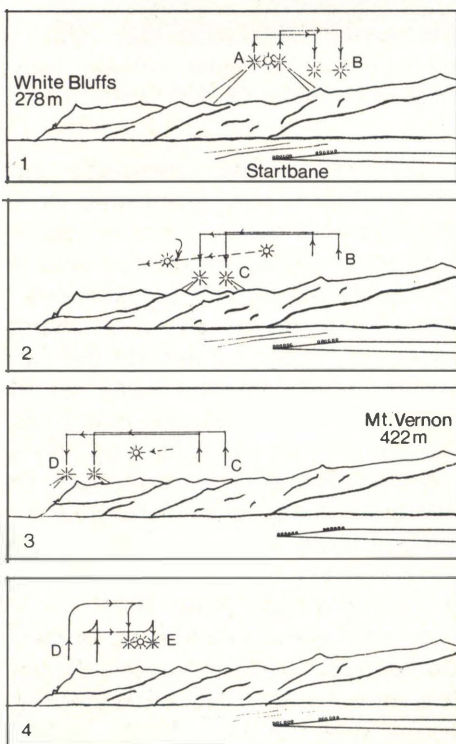 A
B
White Bluffs
278 m
1
Startbane
B
C
2
Mt. Vernon
422 m
D
C
3
D
E
4